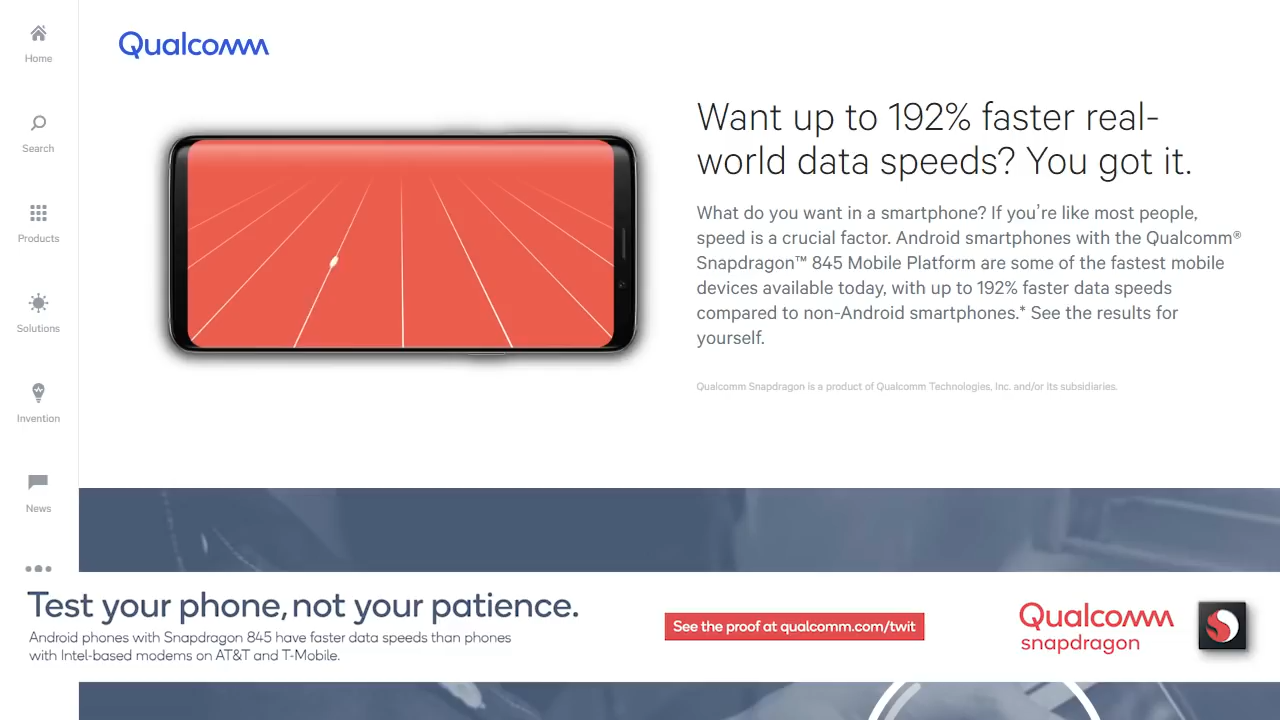 Home
Search
Products
Solutions
Invention
News
Qualcomm
Want up to 192% faster real-
world data speeds? You got it.
What do you want in a smartphone? If you’re like most people,
speed is a crucial factor. Android smartphones with the Qualcomm®
Snapdragon™ 845 Mobile Platform are some of the fastest mobile
devices available today, with up to 192% faster data speeds
compared to non-Android smartphones.* See the results for
yourself.
Qualcomm Snapdragon is a product of Qualcomm Technologies, Inc. and/or its subsidiaries.
Test your phone, not your patience.
Android phones with Snapdragon 845 have faster data speeds than phones
with Intel-based modems on AT&T and T-Mobile.
See the proof at qualcomm.com/twit
Qualcomm
snapdragon